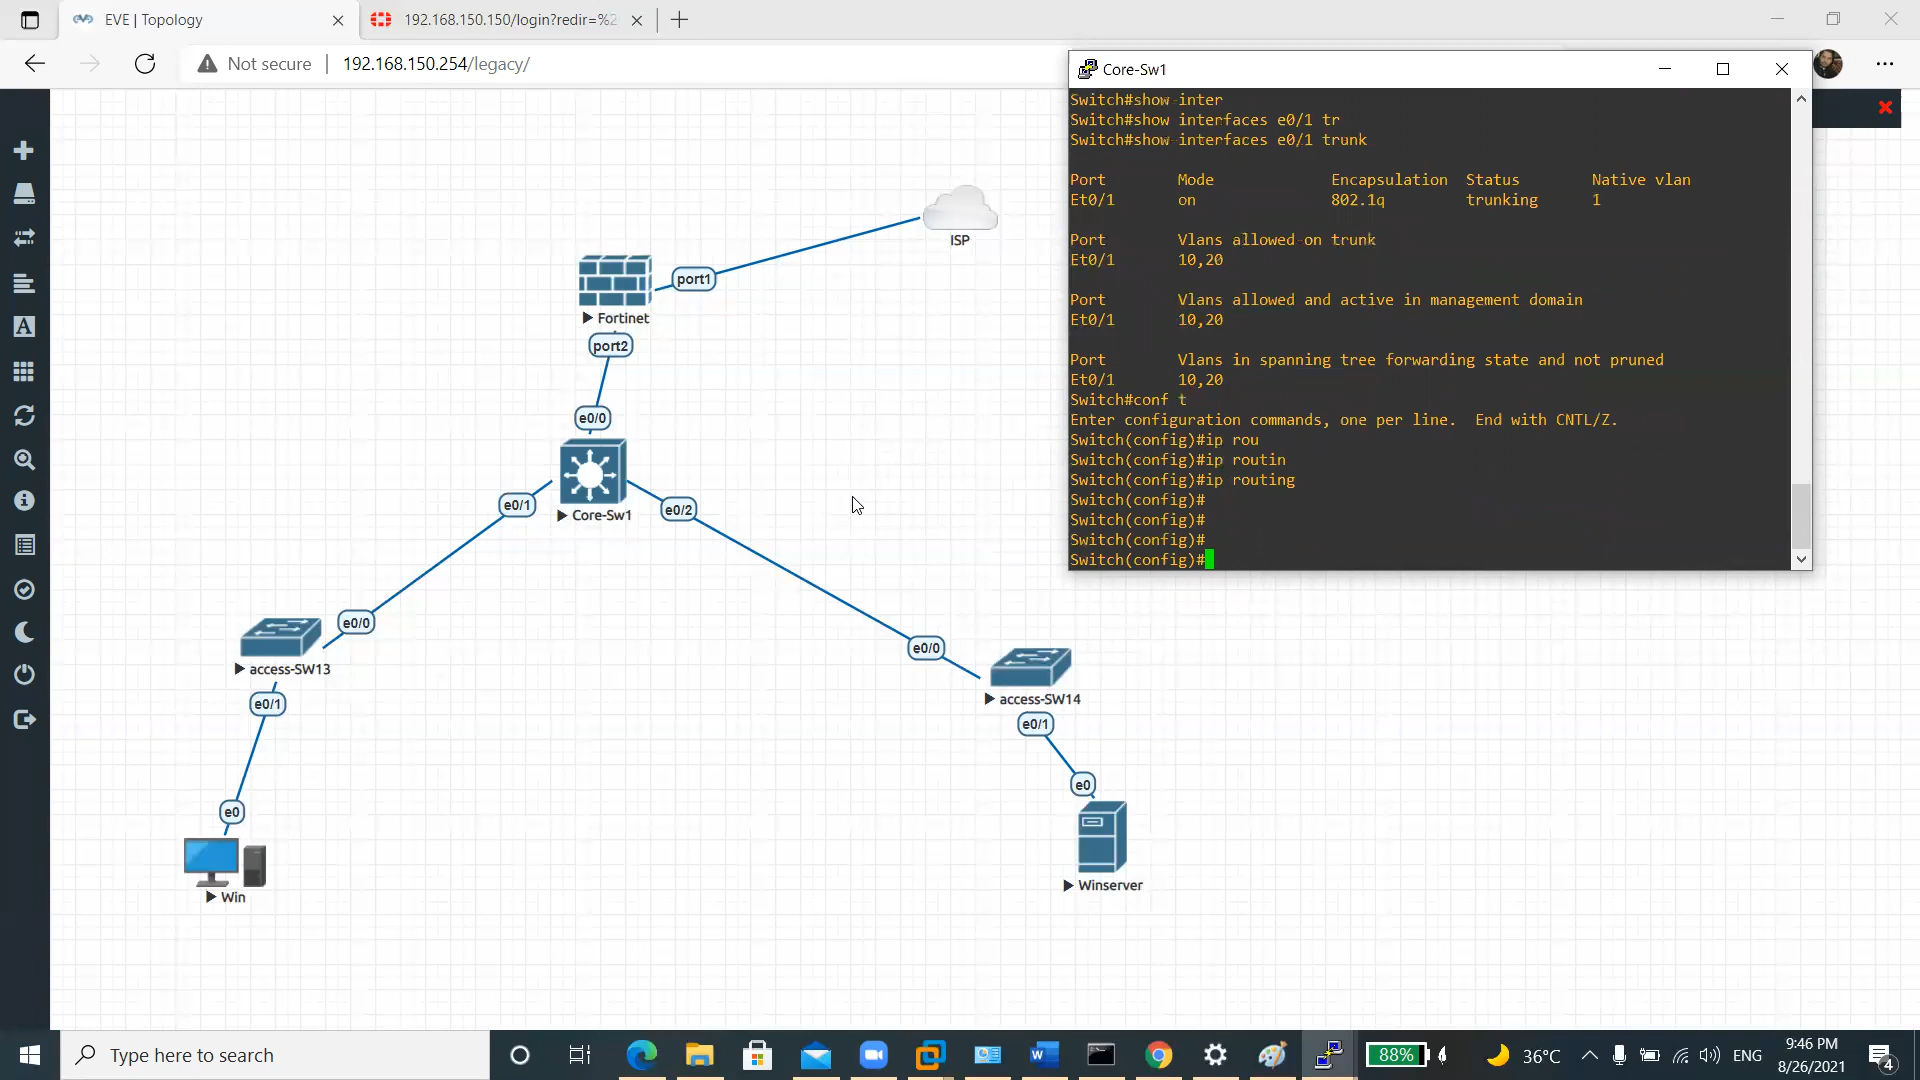 EVE | Topology
192.168.150.150/login?redir=%2
Not secure
192.168.150.254/legacy/
Core-Sw1
Switch#show inter
Switch#show interfaces e0/1 tr
Switch#show interfaces e0/1 trunk
Port Mode Encapsulation Status Native vlan
Et0/1 on 802.1q trunking 1
Port Vlans allowed on trunk
Et0/1 10,20
Port Vlans allowed and active in management domain
Et0/1 10,20
Port Vlans in spanning tree forwarding state and not pruned
Et0/1 10,20
Switch#conf t
Enter configuration commands, one per line. End with CNTL/Z.
Switch(config)#ip rou
Switch(config)#ip routin
Switch(config)#ip routing
Switch(config)#
Switch(config)#
Switch(config)#
Switch(config)#
ISP
port1
Fortinet
port2
e0/0
Core-Sw1
e0/1
e0/2
e0/0
access-SW13
e0/1
e0
Win
e0/0
access-SW14
e0/1
e0
Winserver
Type here to search
88%
36°C
ENG
9:46 PM
8/26/2021
4